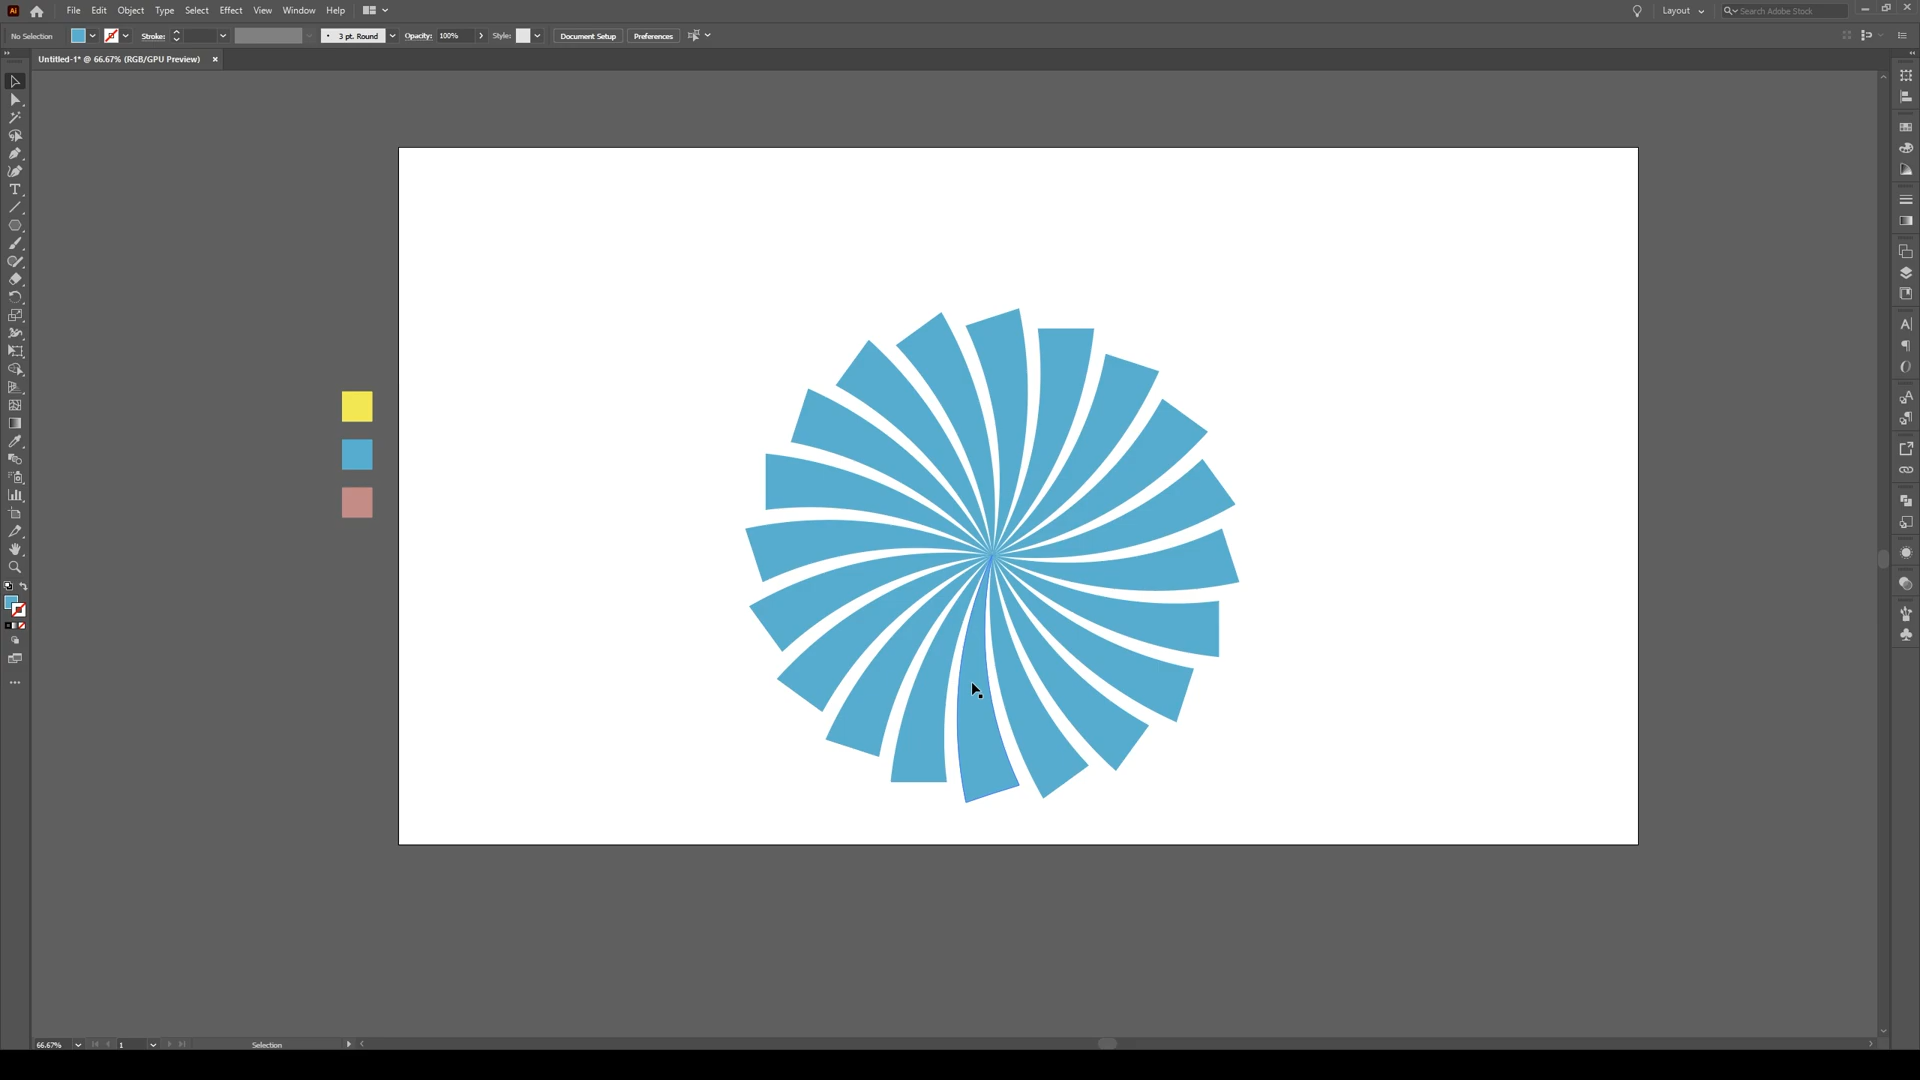 Ai File Edit Object Type Select Effect View Window Help Layout Search Adobe Stock
No Selection Stroke: 3 pt. Round Opacity: 100% Style: Document Setup Preferences
Untitled-1* @ 66.67% (RGB/GPU Preview) ×
66.67% 1 Selection